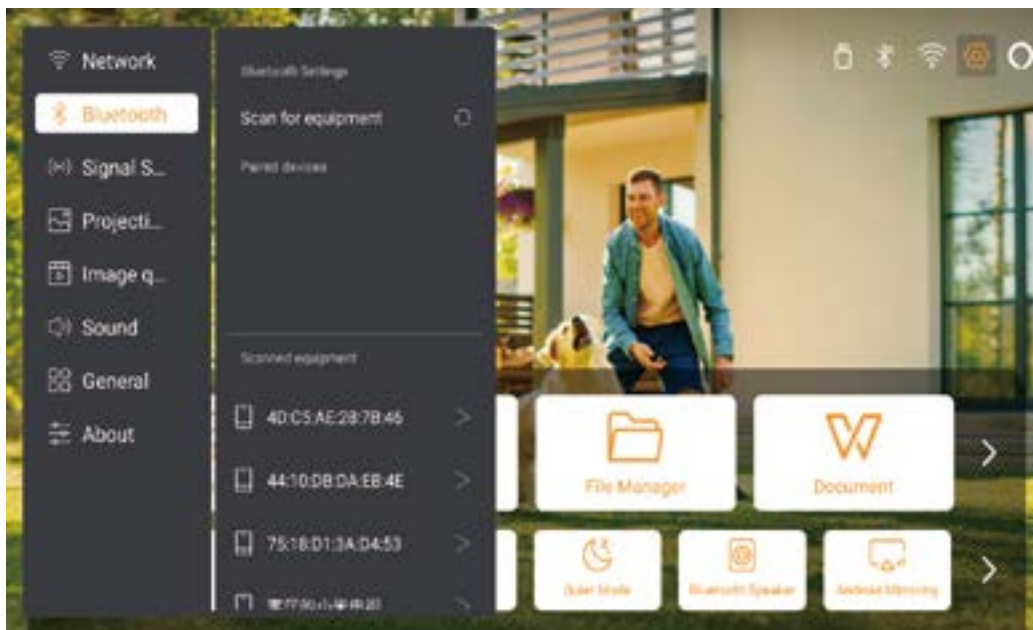 Network
Bluetooth
Signal S...
Projecti...
Image q...
Sound
General
About
Bluetooth Settings
Scan for equipment
Paired devices
Scanned equipment
4D:C5:AE:28:7B:46
44:10:DB:DA:EB:4E
75:18:D1:3A:D4:53
File Manager
Document
Quiet Mode
Bluetooth Speaker
Android Mirroring